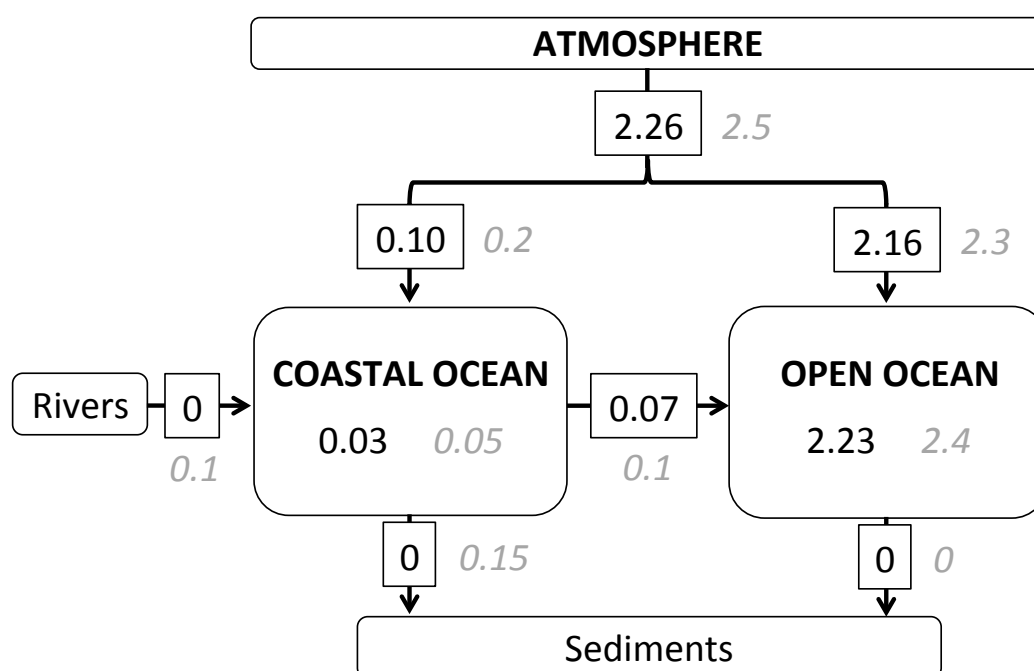 ATMOSPHERE
2.26 2.5
0.10 0.2
2.16 2.3
COASTAL OCEAN
0.03 0.05
OPEN OCEAN
2.23 2.4
Rivers
0
0.1
0.07
0.1
0 0.15
0 0
Sediments